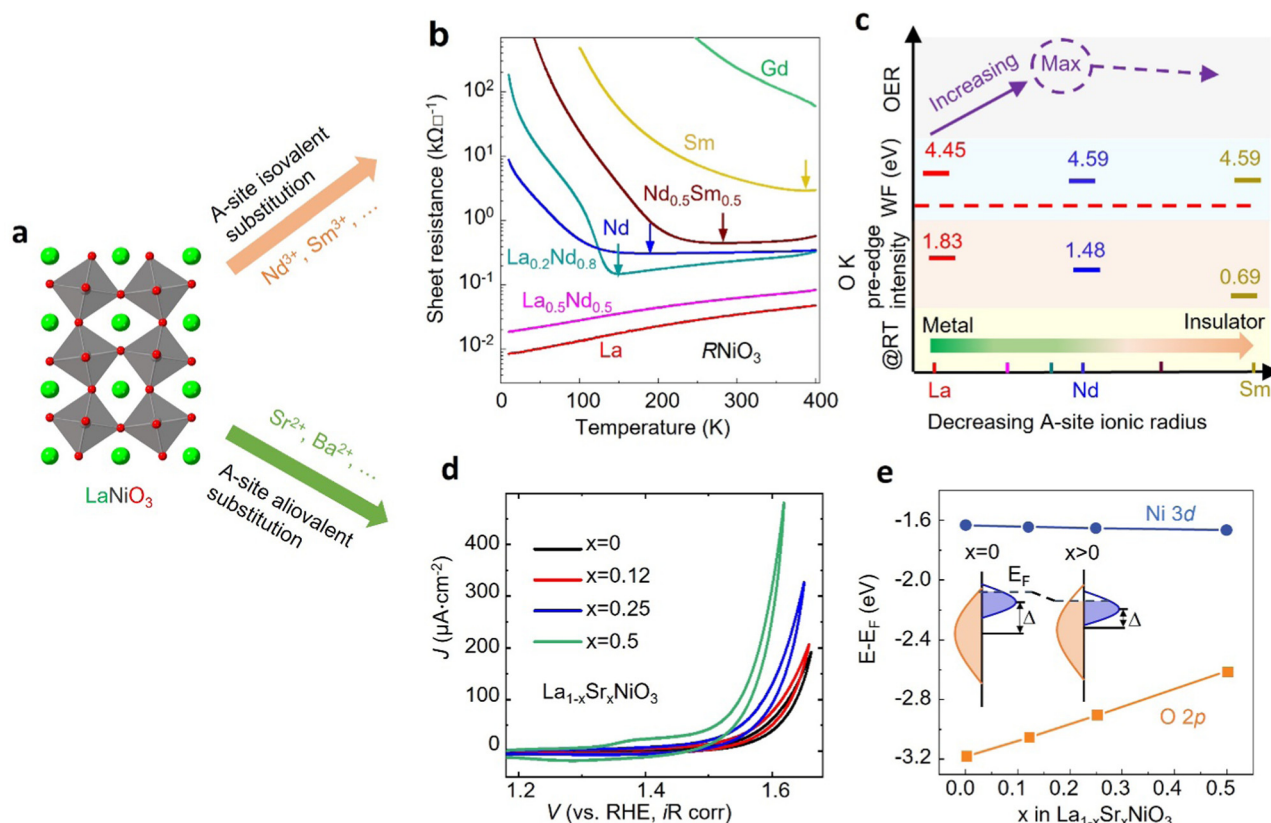 a
A-site isovalent
substitution
Nd³⁺, Sm³⁺, ...
LaNiO₃
Sr²⁺, Ba²⁺, ...
A-site aliovalent
substitution
b
Sheet resistance (kΩ□⁻¹)
10²
10¹
10⁰
10⁻¹
10⁻²
Gd
Sm
Nd₀.₅Sm₀.₅
Nd
La₀.₂Nd₀.₈
La₀.₅Nd₀.₅
La
RNiO₃
0
100
200
300
400
Temperature (K)
c
OER
Increasing
Max
WF (eV)
4.45
4.59
4.59
O K
pre-edge
intensity
1.83
1.48
0.69
@RT
Metal
Insulator
La
Nd
Sm
Decreasing A-site ionic radius
d
J (μA·cm⁻²)
400
300
200
100
0
x=0
x=0.12
x=0.25
x=0.5
La₁₋ₓSrₓNiO₃
1.2
1.4
1.6
V (vs. RHE, iR corr)
e
E-E_F (eV)
-1.6
-2.0
-2.4
-2.8
-3.2
Ni 3d
x=0
x>0
E_F
Δ
Δ
O 2p
0.0
0.1
0.2
0.3
0.4
0.5
x in La₁₋ₓSrₓNiO₃